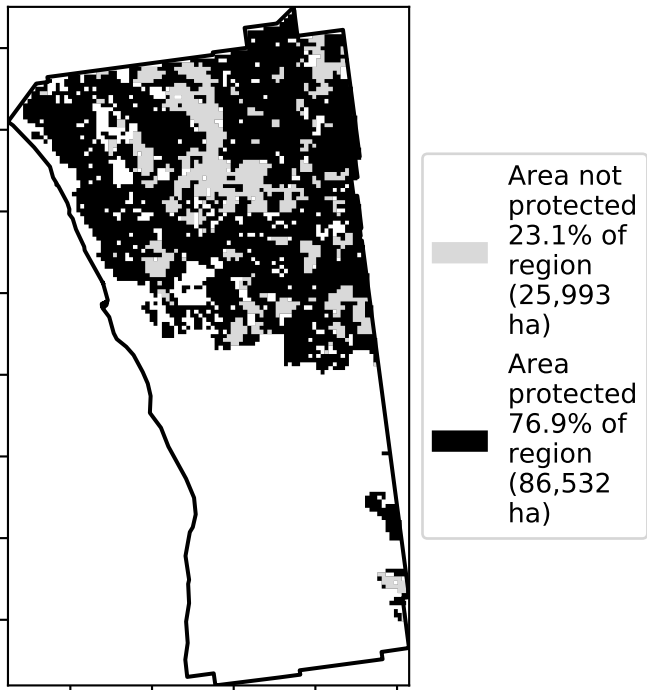 Area not
protected
23.1% of
region
(25,993
ha)
Area
protected
76.9% of
region
(86,532
ha)